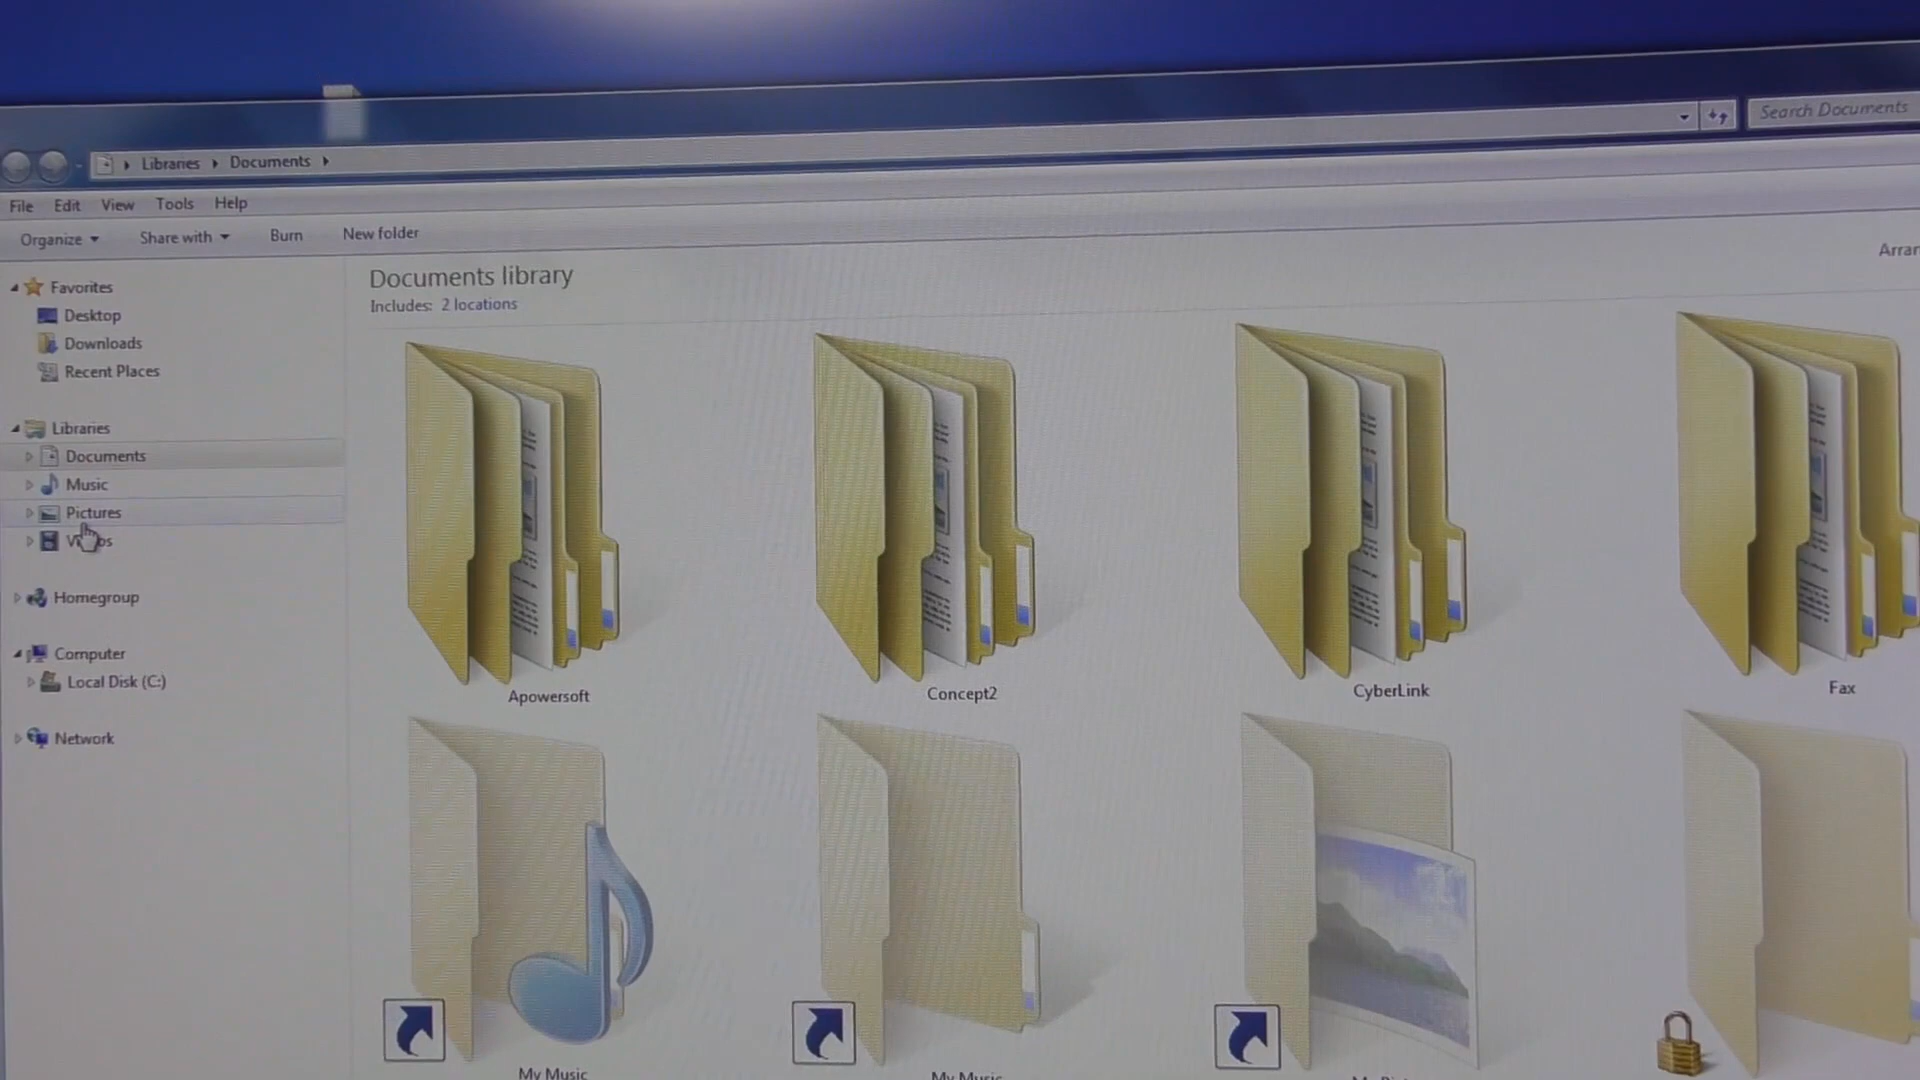 Search Documents
Libraries Documents
File Edit View Tools Help
Organize Share with Burn New folder
Documents library
Includes: 2 locations
Favorites
Desktop
Downloads
Recent Places
Libraries
Documents
Music
Pictures
Homegroup
Computer
Local Disk (C:)
Network
Apowersoft Concept2 CyberLink Fax
My Music My Music